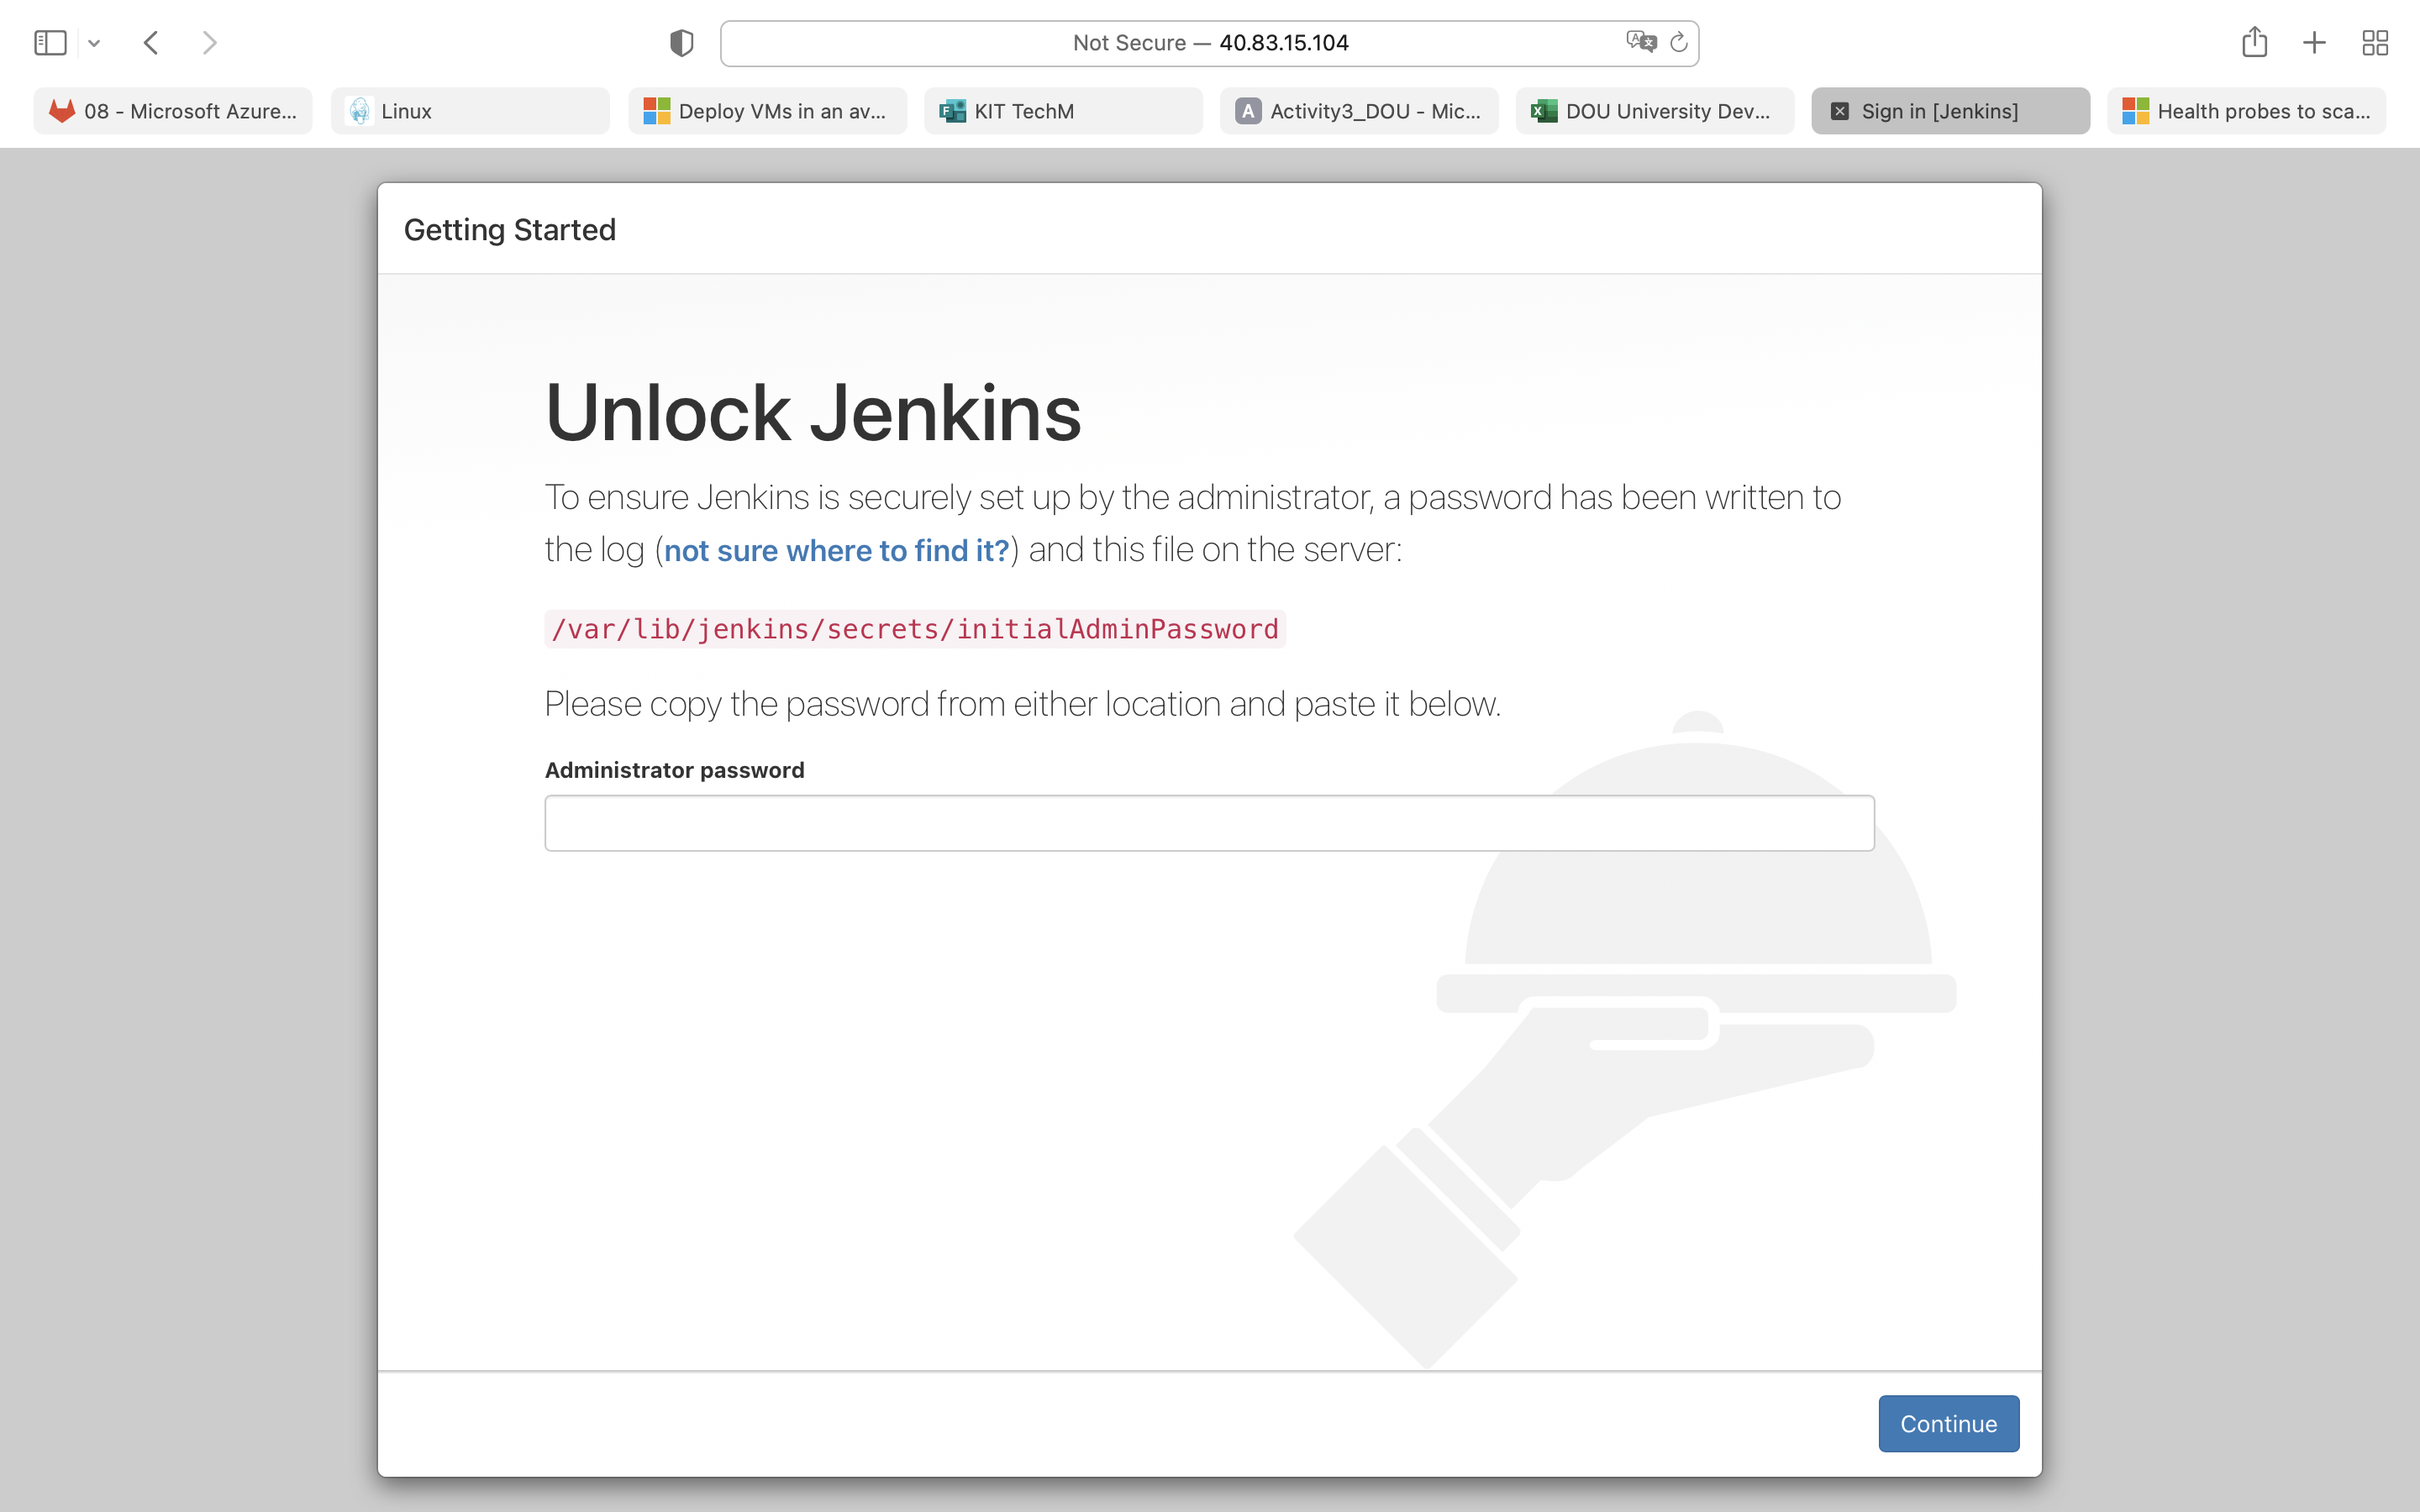 Not Secure — 40.83.15.104
08 - Microsoft Azure...
Linux
Deploy VMs in an av...
KIT TechM
A Activity3_DOU - Mic...
DOU University Dev...
Sign in [Jenkins]
Health probes to sca...
Getting Started
Unlock Jenkins
To ensure Jenkins is securely set up by the administrator, a password has been written to
the log (not sure where to find it?) and this file on the server:
/var/lib/jenkins/secrets/initialAdminPassword
Please copy the password from either location and paste it below.
Administrator password
Continue